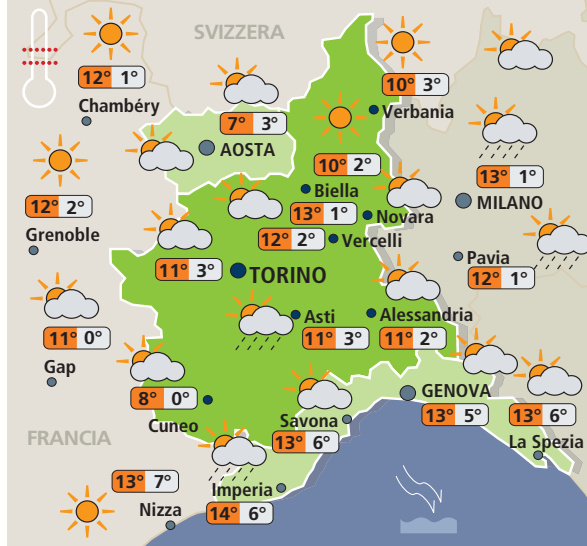 SVIZZERA
12° 1°
Chambéry
10° 3°
Verbania
7° 3°
AOSTA
10° 2°
Biella
13° 1°
MILANO
12° 2°
Grenoble
13° 1°
Novara
12° 2°
Vercelli
11° 3°
TORINO
Pavia
12° 1°
11° 0°
Gap
Asti
11° 3°
Alessandria
11° 2°
8° 0°
Cuneo
GENOVA
13° 5°
13° 6°
La Spezia
Savona
13° 6°
FRANCIA
13° 7°
Nizza
Imperia
14° 6°